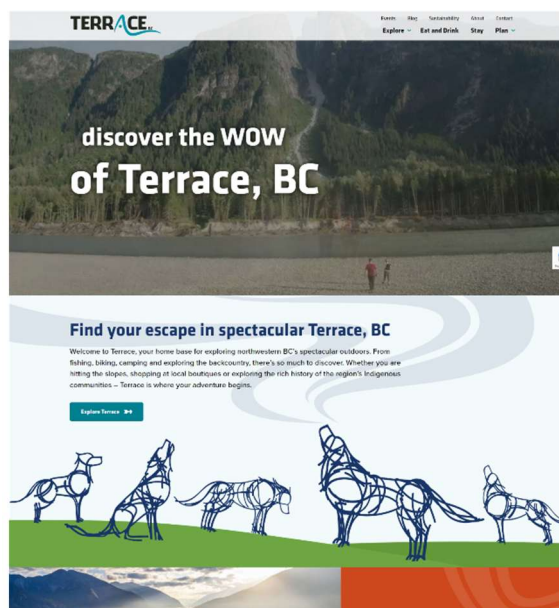 TERRACE BC
Events Blog Sustainability About Contact
Explore Eat and Drink Stay Plan
discover the WOW
of Terrace, BC
Find your escape in spectacular Terrace, BC
Welcome to Terrace, your home base for exploring northwestern BC's spectacular outdoors. From
fishing, biking, camping and exploring the backcountry, there's so much to discover. Whether you are
hitting the slopes, shopping at local boutiques or exploring the rich history of the region's Indigenous
communities – Terrace is where your adventure begins.
Explore Terrace